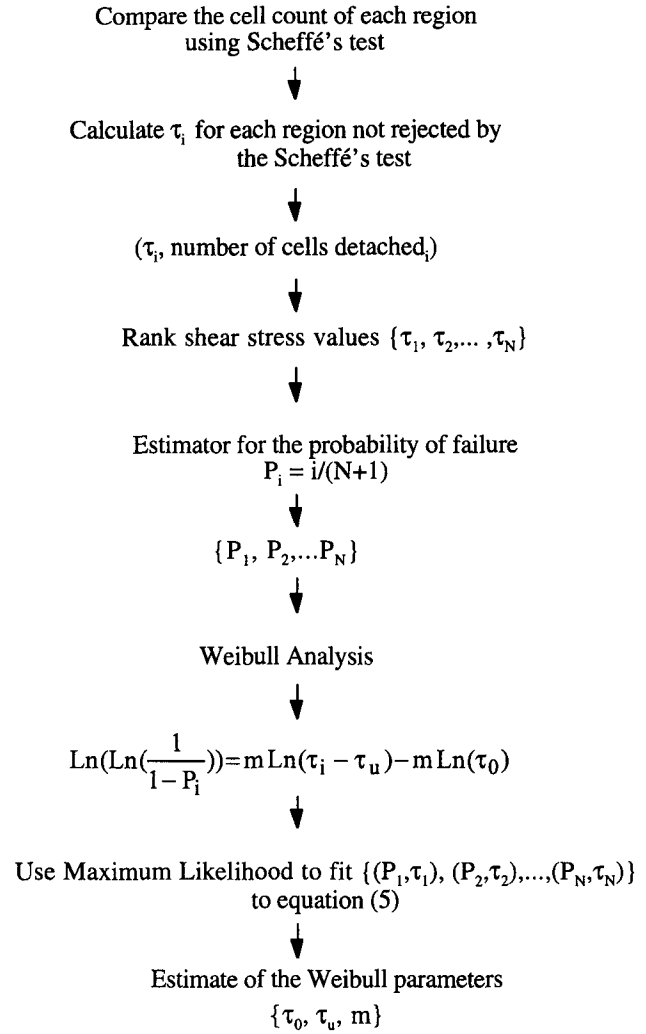 Compare the cell count of each region
using Scheffé's test
Calculate τi for each region not rejected by
the Scheffé's test
(τi, number of cells detachedi)
Rank shear stress values {τ1, τ2,... ,τN}
Estimator for the probability of failure
Pi = i/(N+1)
{P1, P2,...PN}
Weibull Analysis
Ln(Ln(1/(1-Pi)))=m Ln(τi - τu)-m Ln(τ0)
Use Maximum Likelihood to fit {(P1,τ1), (P2,τ2),...,(PN,τN)}
to equation (5)
Estimate of the Weibull parameters
{τ0, τu, m}